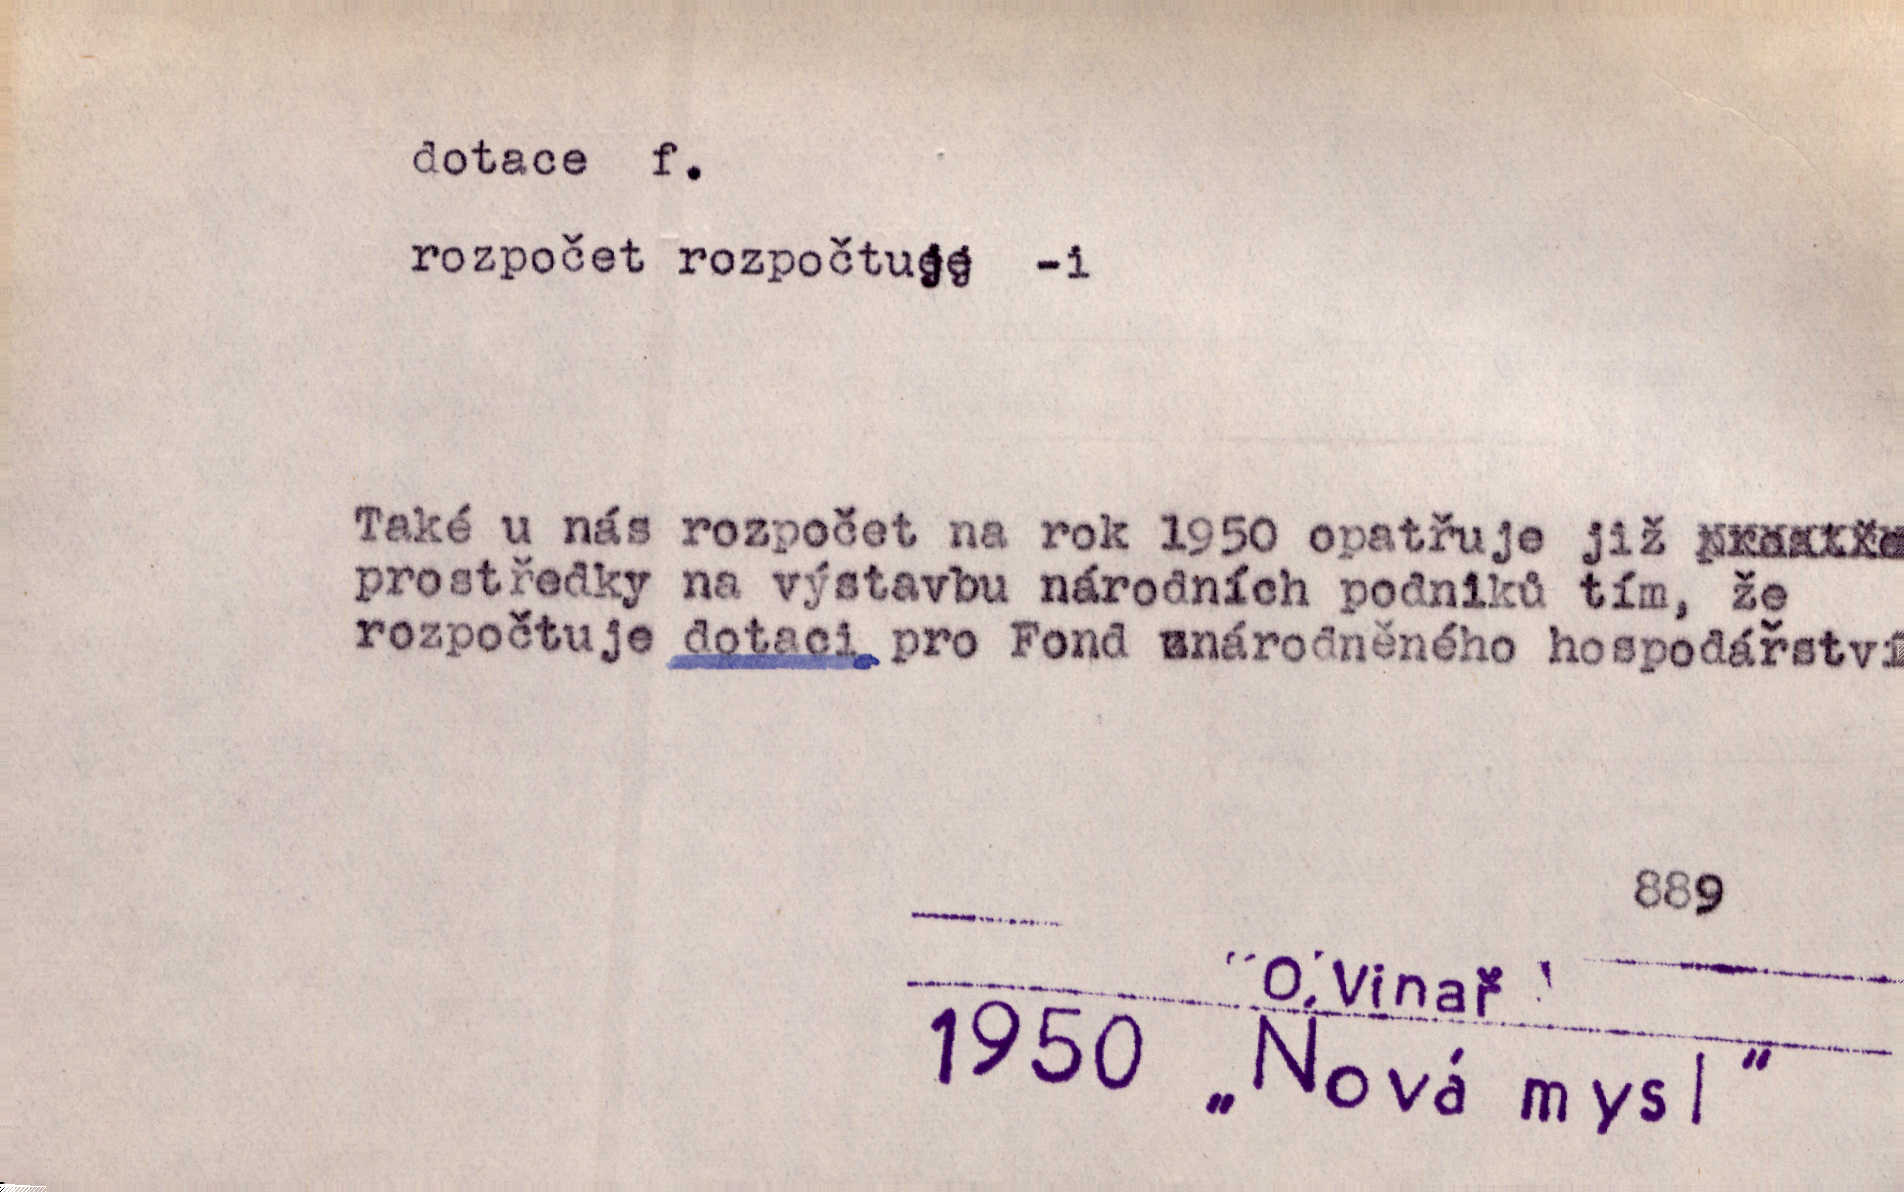 dotace f.
rozpočet rozpočtuje -i
Také u nás rozpočet na rok 1950 opatřuje již
prostředky na výstavbu národních podniků tím, že
rozpočtuje dotaci pro Fond znárodněného hospodářství
889
O. Vinař
1950 „Nová mysl"